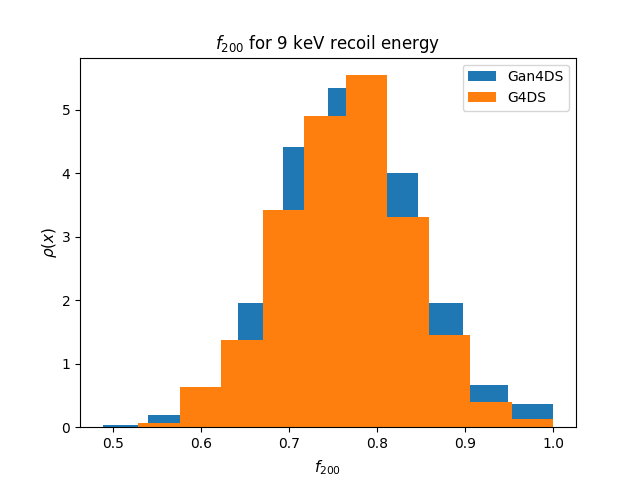 f₂₀₀ for 9 keV recoil energy
Gan4DS
G4DS
ρ(x)
5
4
3
2
1
0
0.5 0.6 0.7 0.8 0.9 1.0
f₂₀₀